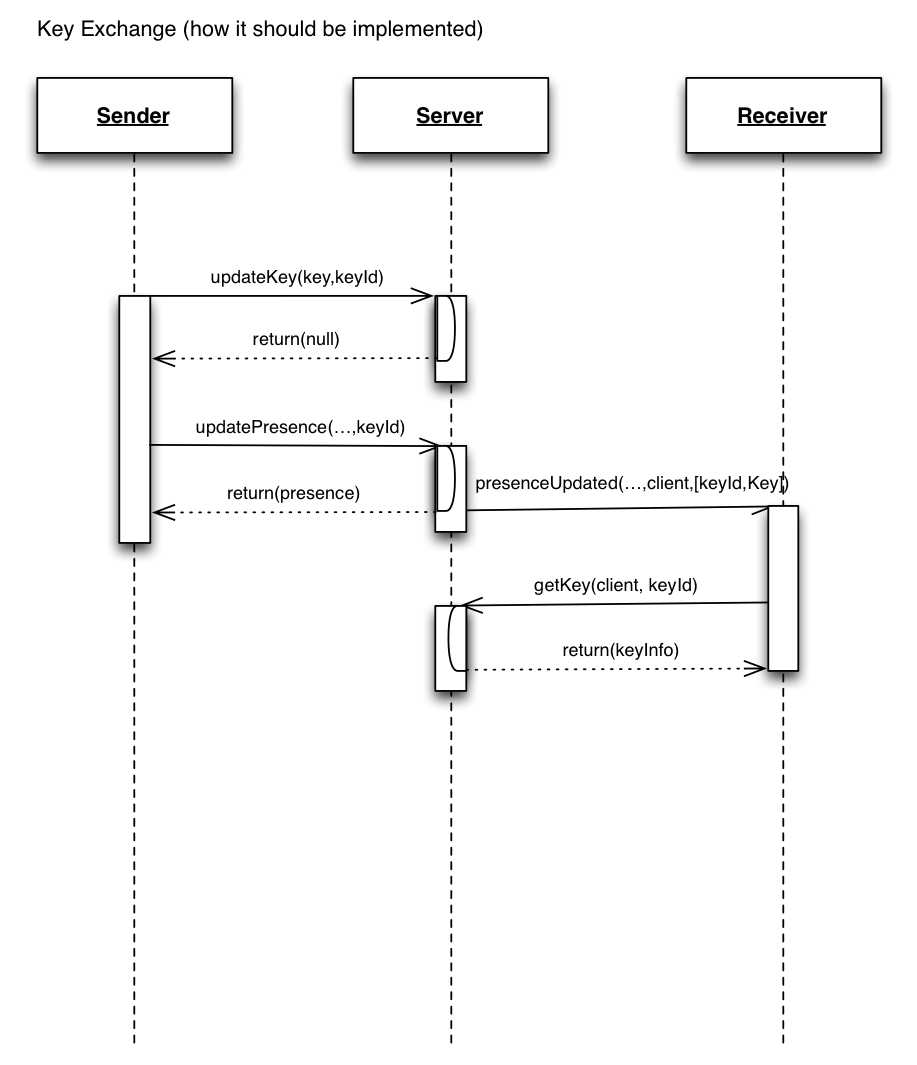 Key Exchange (how it should be implemented)
Sender
Server
Receiver
updateKey(key,keyId)
return(null)
updatePresence(…,keyId)
presenceUpdated(…,client,[keyId,Key])
return(presence)
getKey(client, keyId)
return(keyInfo)